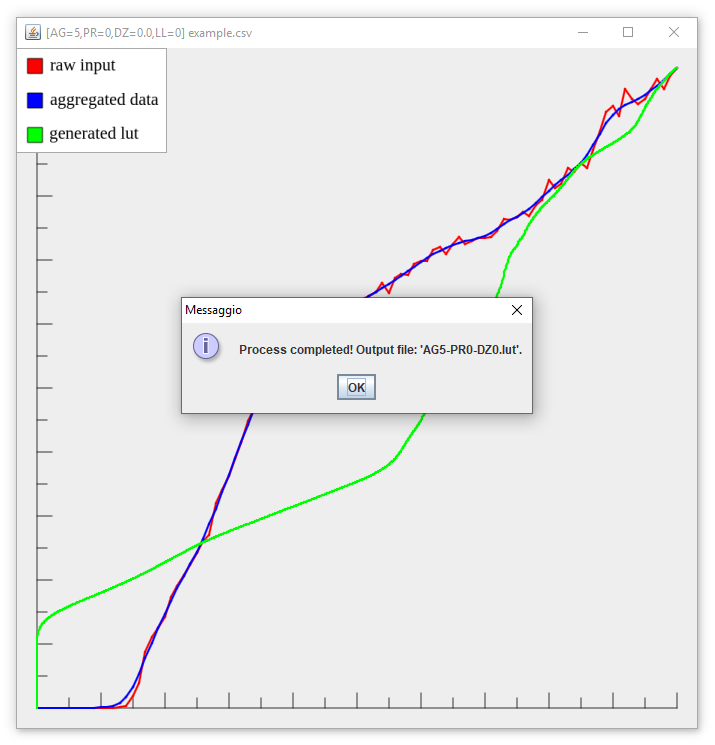 [AG=5,PR=0,DZ=0.0,LL=0] example.csv
raw input
aggregated data
generated lut
Messaggio
Process completed! Output file: 'AG5-PR0-DZ0.lut'.
OK